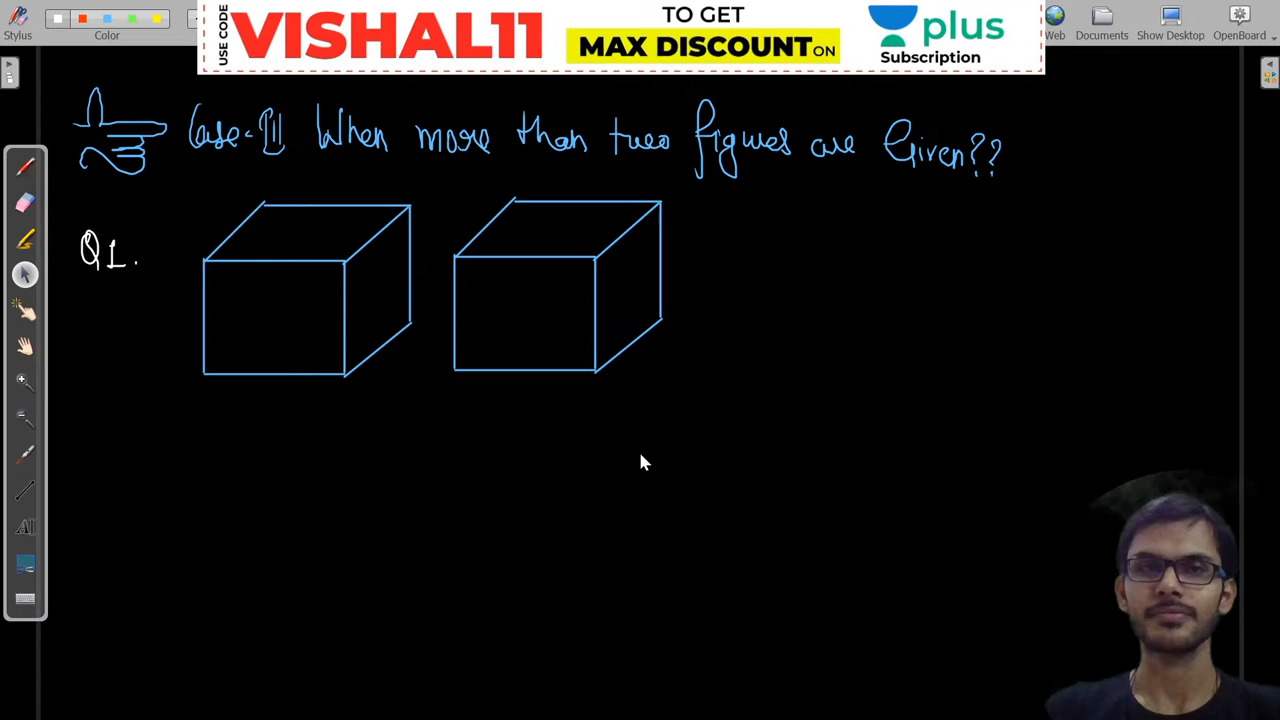 Stylus
Color
USE CODE
VISHAL11
TO GET
MAX DISCOUNT ON
plus
Subscription
Web
Documents
Show Desktop
OpenBoard
Case-III When more than two figures are Given??
Q1.
AI